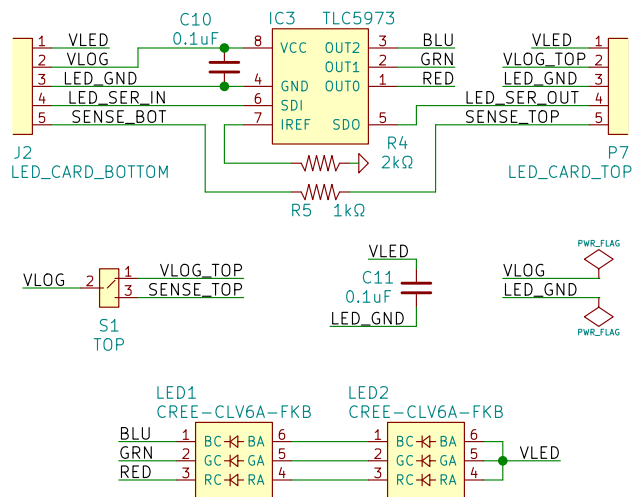 C10
0.1uF
IC3 TLC5973
1 VLED
2 VLOG
3 LED_GND
4 LED_SER_IN
5 SENSE_BOT
J2
LED_CARD_BOTTOM
8 VCC OUT2 3 BLU
OUT1 2 GRN
4 GND OUT0 1 RED
6 SDI
7 IREF SDO 5
R4
2kΩ
R5 1kΩ
VLED 1
VLOG_TOP 2
LED_GND 3
LED_SER_OUT 4
SENSE_TOP 5
P7
LED_CARD_TOP
VLOG 2
1 VLOG_TOP
3 SENSE_TOP
S1
TOP
VLED
C11
0.1uF
LED_GND
PWR_FLAG
VLOG
LED_GND
PWR_FLAG
LED1
CREE-CLV6A-FKB
LED2
CREE-CLV6A-FKB
BLU 1 BC BA 6 1 BC BA 6
GRN 2 GC GA 5 2 GC GA 5 VLED
RED 3 RC RA 4 3 RC RA 4